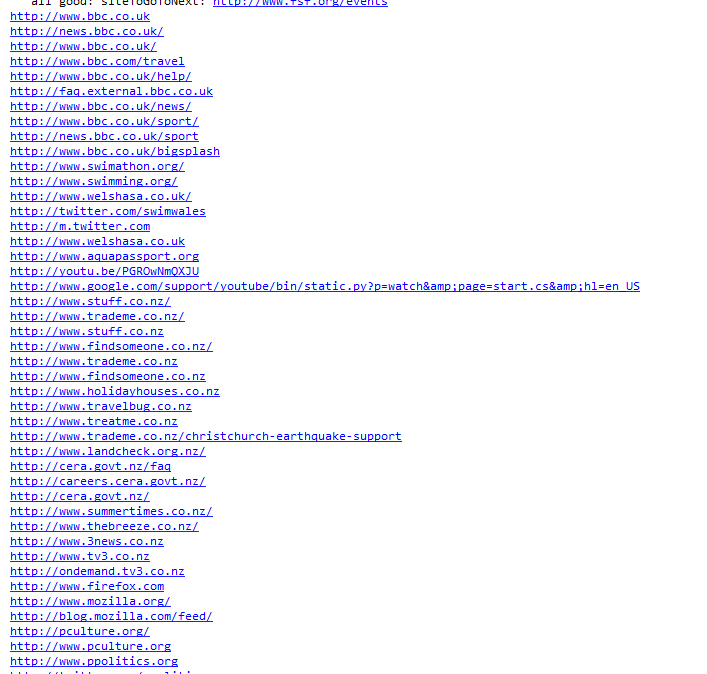 all good: siteToGoToNext: http://www.fsf.org/events
http://www.bbc.co.uk
http://news.bbc.co.uk/
http://www.bbc.co.uk/
http://www.bbc.com/travel
http://www.bbc.co.uk/help/
http://faq.external.bbc.co.uk
http://www.bbc.co.uk/news/
http://www.bbc.co.uk/sport/
http://news.bbc.co.uk/sport
http://www.bbc.co.uk/bigsplash
http://www.swimathon.org/
http://www.swimming.org/
http://www.welshasa.co.uk/
http://twitter.com/swimwales
http://m.twitter.com
http://www.welshasa.co.uk
http://www.aquapassport.org
http://youtu.be/PGROwNmQXJU
http://www.google.com/support/youtube/bin/static.py?p=watch&amp;page=start.cs&amp;hl=en_US
http://www.stuff.co.nz/
http://www.trademe.co.nz/
http://www.stuff.co.nz
http://www.findsomeone.co.nz/
http://www.trademe.co.nz
http://www.findsomeone.co.nz
http://www.holidayhouses.co.nz
http://www.travelbug.co.nz
http://www.treatme.co.nz
http://www.trademe.co.nz/christchurch-earthquake-support
http://www.landcheck.org.nz/
http://cera.govt.nz/faq
http://careers.cera.govt.nz/
http://cera.govt.nz/
http://www.summertimes.co.nz/
http://www.thebreeze.co.nz/
http://www.3news.co.nz
http://www.tv3.co.nz
http://ondemand.tv3.co.nz
http://www.firefox.com
http://www.mozilla.org/
http://blog.mozilla.com/feed/
http://pculture.org/
http://www.pculture.org
http://www.ppolitics.org